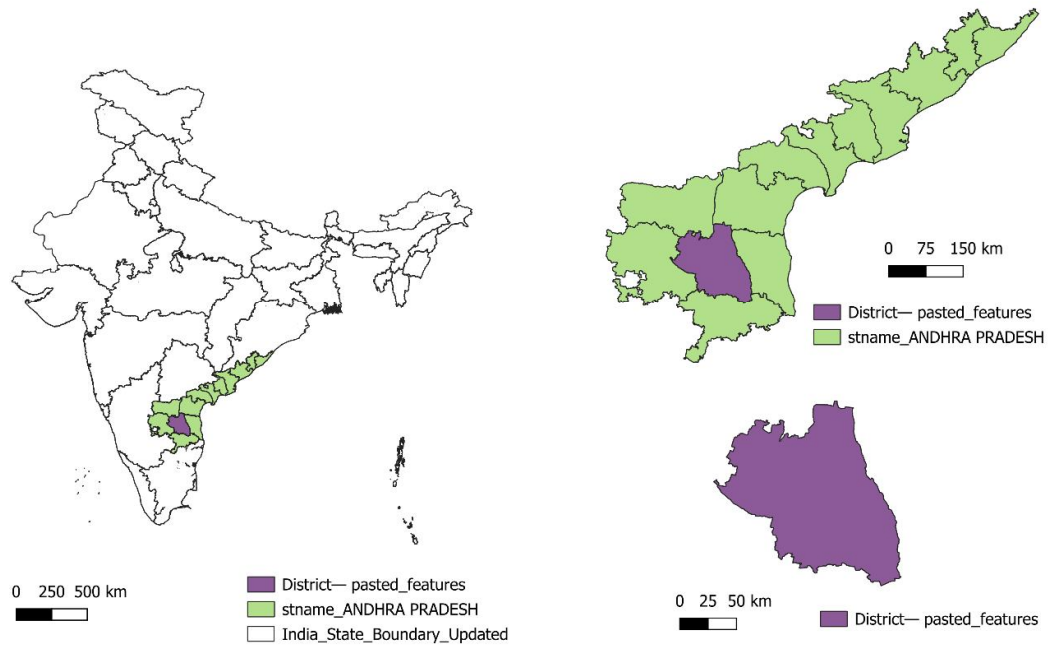 0 75 150 km
District— pasted_features
stname_ANDHRA PRADESH
0 250 500 km
District— pasted_features
stname_ANDHRA PRADESH
India_State_Boundary_Updated
0 25 50 km
District— pasted_features